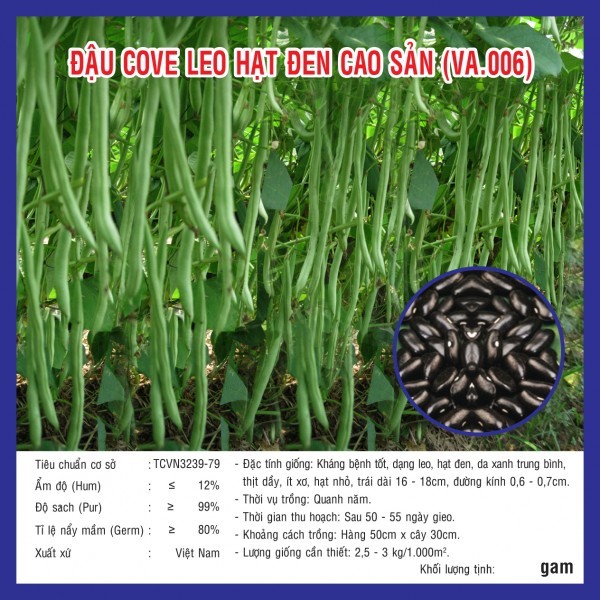 ĐẬU COVE LEO HẠT ĐEN CAO SẢN (VA.006)
Tiêu chuẩn cơ sở : TCVN3239-79
Ẩm độ (Hum) : ≤ 12%
Độ sạch (Pur) : ≥ 99%
Tỉ lệ nẩy mầm (Germ) : ≥ 80%
Xuất xứ : Việt Nam
- Đặc tính giống: Kháng bệnh tốt, dạng leo, hạt đen, da xanh trung bình,
thịt dầy, ít xơ, hạt nhỏ, trái dài 16 - 18cm, đường kính 0,6 - 0,7cm.
- Thời vụ trồng: Quanh năm.
- Thời gian thu hoạch: Sau 50 - 55 ngày gieo.
- Khoảng cách trồng: Hàng 50cm x cây 30cm.
- Lượng giống cần thiết: 2,5 - 3 kg/1.000m².
Khối lượng tịnh: gam